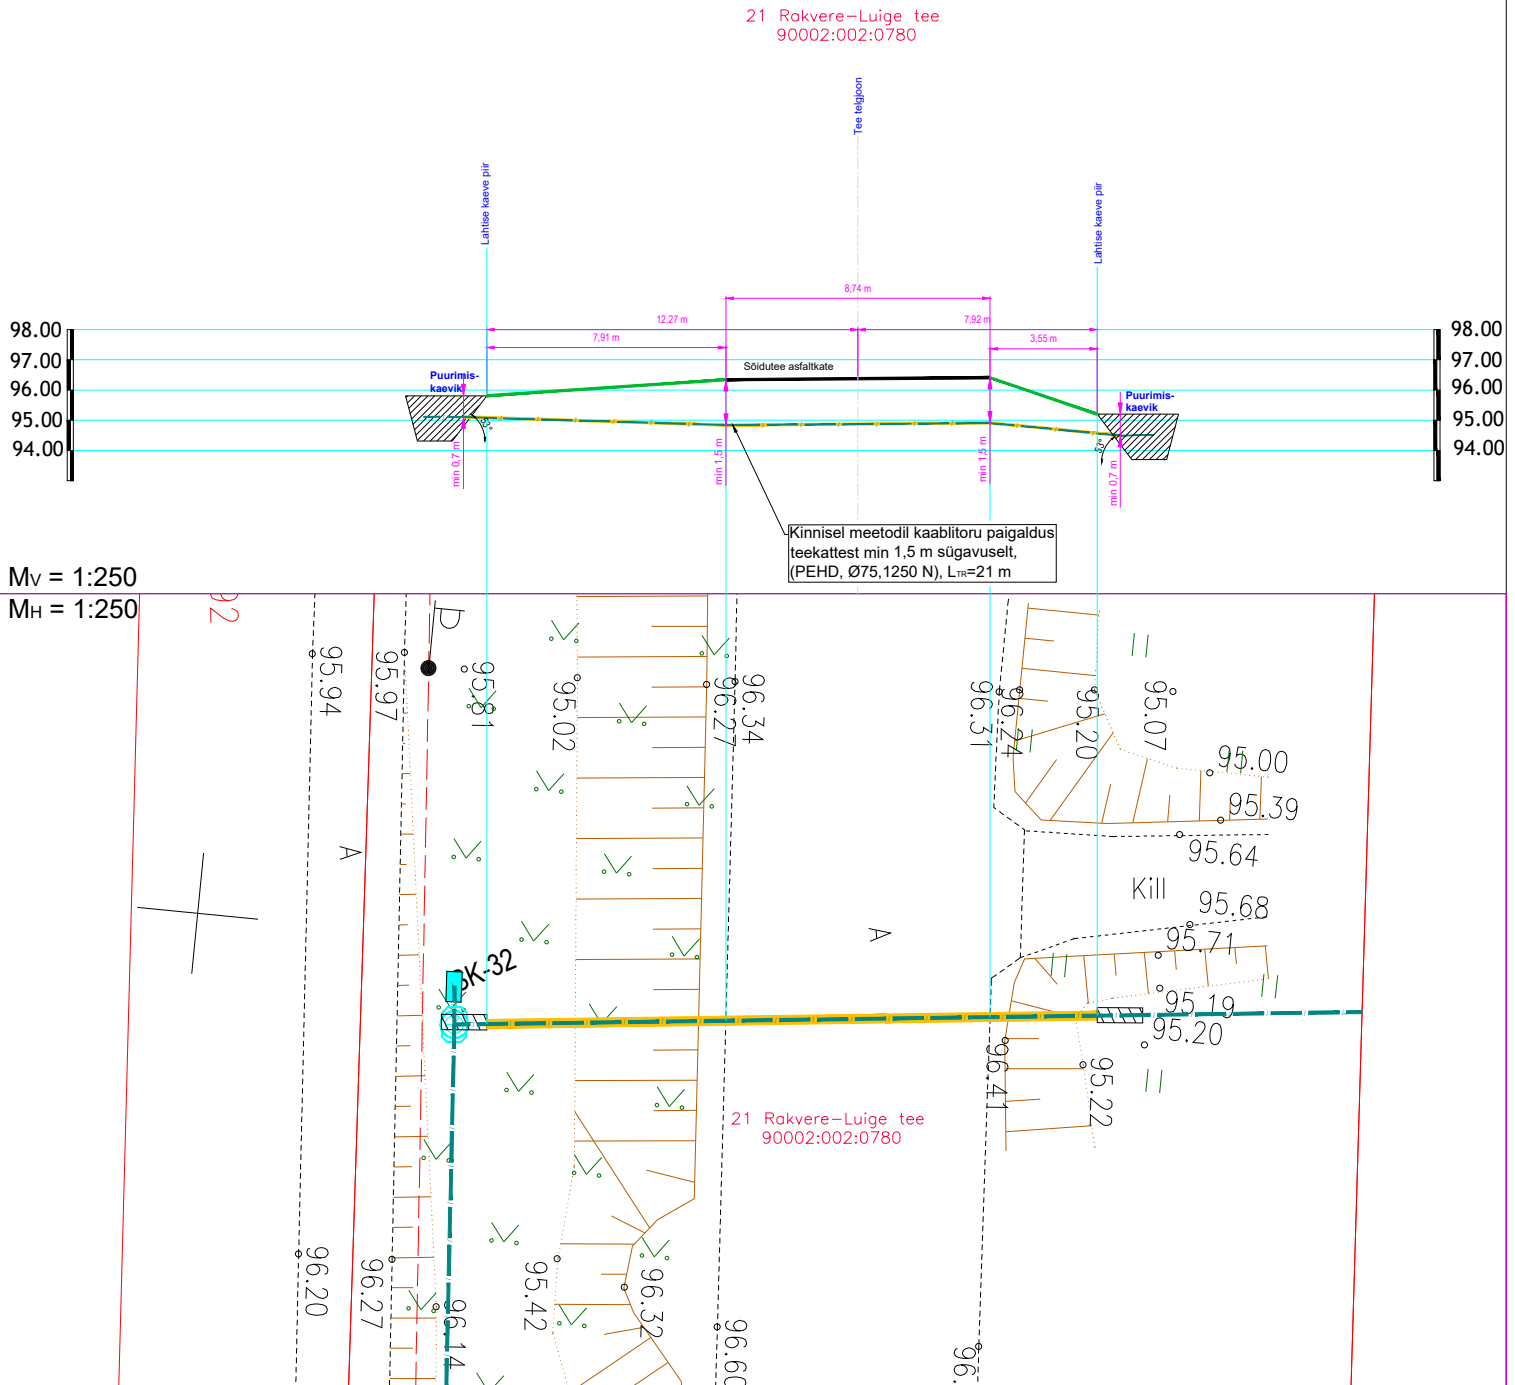 21 Rakvere-Luige tee
90002:002:0780
Tee telgjoon
Lahtise kaeve piir
Lahtise kaeve piir
8,74 m
12,27 m
7,92 m
7,91 m
3,55 m
98.00
97.00
96.00
95.00
94.00
98.00
97.00
96.00
95.00
94.00
Sõidutee asfaltkate
Puurimis-
kaevik
Puurimis-
kaevik
53°
min 0,7 m
min 1,5 m
min 1,5 m
min 0,7 m
Kinnisel meetodil kaablitoru paigaldus
teekattest min 1,5 m sügavuselt,
(PEHD, Ø75,1250 N), LTR=21 m
MV = 1:250
MH = 1:250
95.94
95.97
95.81
95.02
96.27
96.34
96.31
96.24
95.20
95.07
95.00
95.39
95.64
Kill
95.68
95.71
95.19
95.20
A
A
SK-32
96.41
95.22
21 Rakvere-Luige tee
90002:002:0780
96.20
96.27
96.14
95.42
96.32